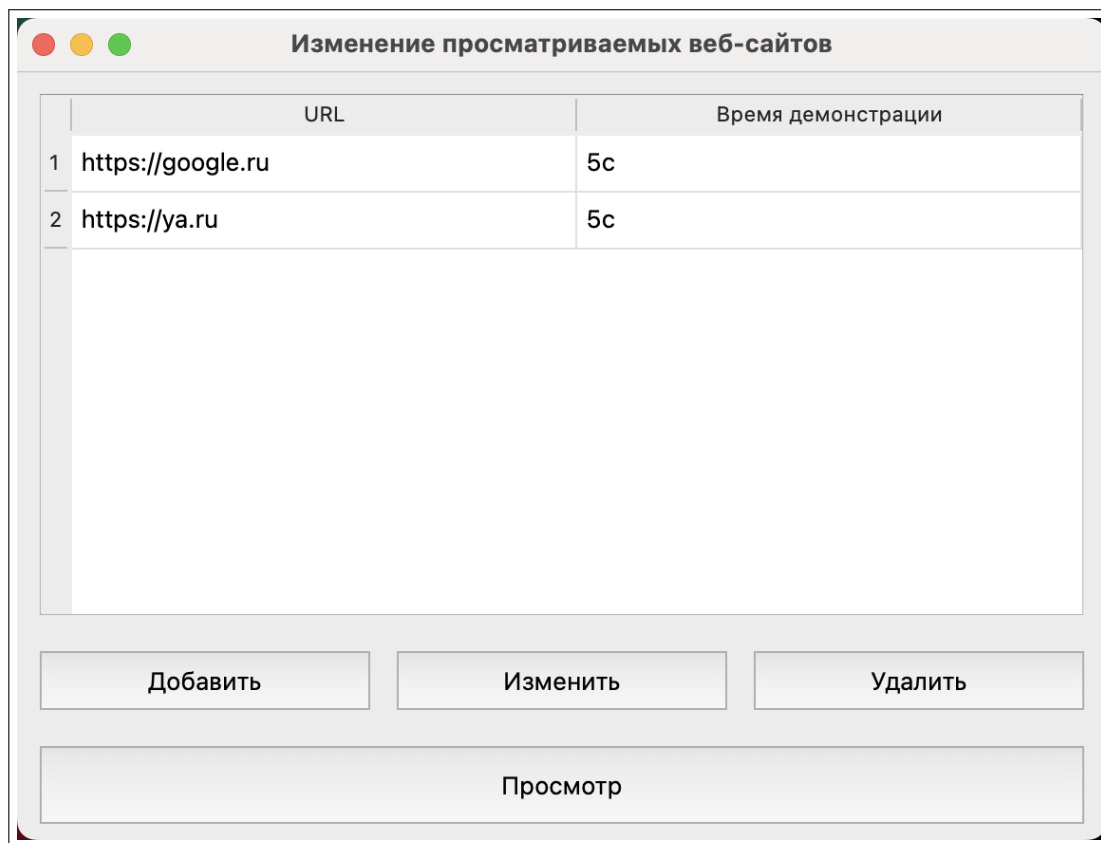 Изменение просматриваемых веб-сайтов
URL Время демонстрации
1 https://google.ru 5с
2 https://ya.ru 5с
Добавить Изменить Удалить
Просмотр